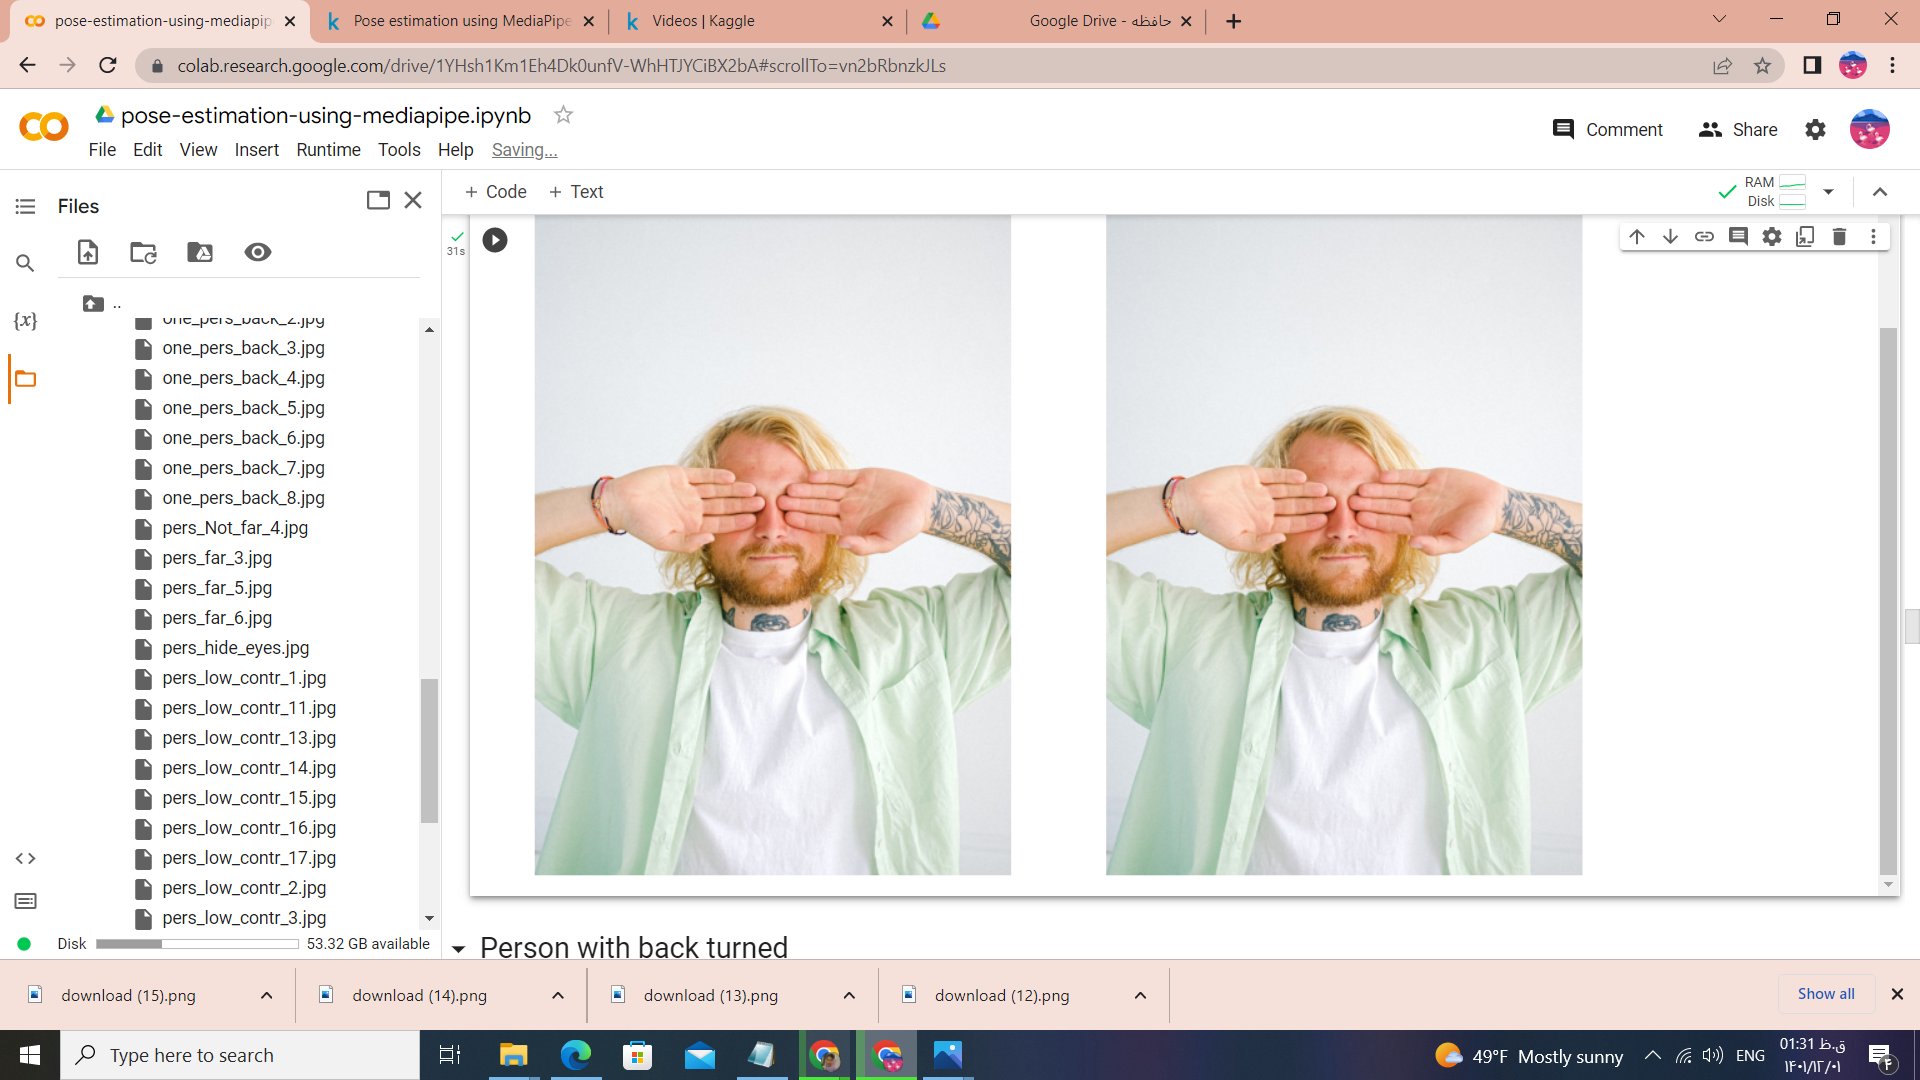 pose-estimation-using-mediapip
Pose estimation using MediaPipe
Videos | Kaggle
Google Drive - حافظه
colab.research.google.com/drive/1YHsh1Km1Eh4Dk0unfV-WhHTJYCiBX2bA#scrollTo=vn2bRbnzkJLs
pose-estimation-using-mediapipe.ipynb
Comment
Share
File Edit View Insert Runtime Tools Help Saving...
Files
+ Code + Text
RAM
Disk
31s
..
{x}
one_pers_back_2.jpg
one_pers_back_3.jpg
one_pers_back_4.jpg
one_pers_back_5.jpg
one_pers_back_6.jpg
one_pers_back_7.jpg
one_pers_back_8.jpg
pers_Not_far_4.jpg
pers_far_3.jpg
pers_far_5.jpg
pers_far_6.jpg
pers_hide_eyes.jpg
pers_low_contr_1.jpg
pers_low_contr_11.jpg
pers_low_contr_13.jpg
pers_low_contr_14.jpg
pers_low_contr_15.jpg
pers_low_contr_16.jpg
pers_low_contr_17.jpg
pers_low_contr_2.jpg
pers_low_contr_3.jpg
Disk 53.32 GB available
Person with back turned
download (15).png
download (14).png
download (13).png
download (12).png
Show all
Type here to search
49°F Mostly sunny
ENG
01:31 ق.ظ
۱۴۰۱/۱۲/۰۱
۴